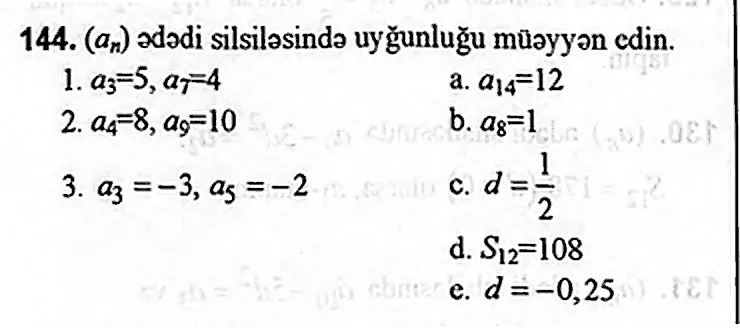 144. (aₙ) ədədi silsiləsində uyğunluğu müəyyən edin.
1. a₃=5, a₇=4
a. a₁₄=12
2. a₄=8, a₉=10
b. a₈=1
3. a₃ = −3, a₅ = −2
c. d = 1/2
d. S₁₂=108
e. d = −0,25